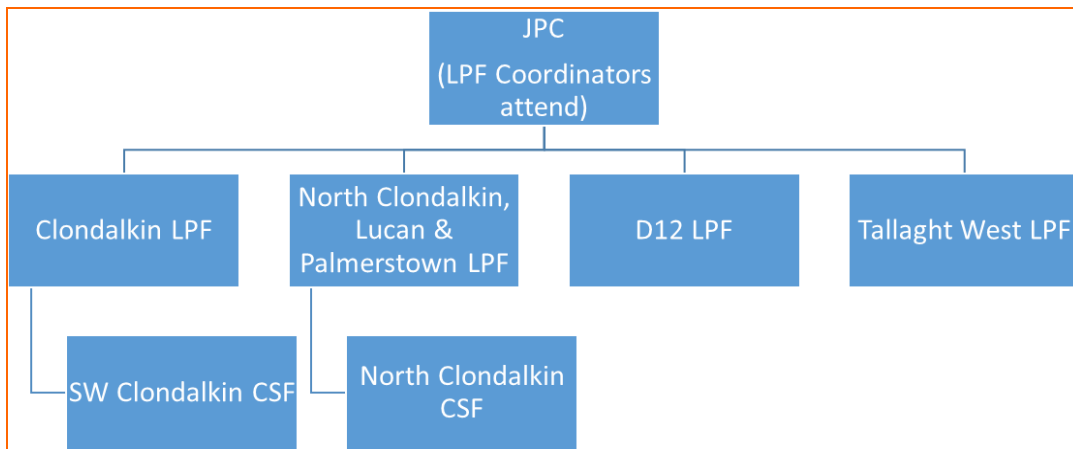 JPC
(LPF Coordinators
attend)
Clondalkin LPF
North Clondalkin,
Lucan &
Palmerstown LPF
D12 LPF
Tallaght West LPF
SW Clondalkin CSF
North Clondalkin
CSF